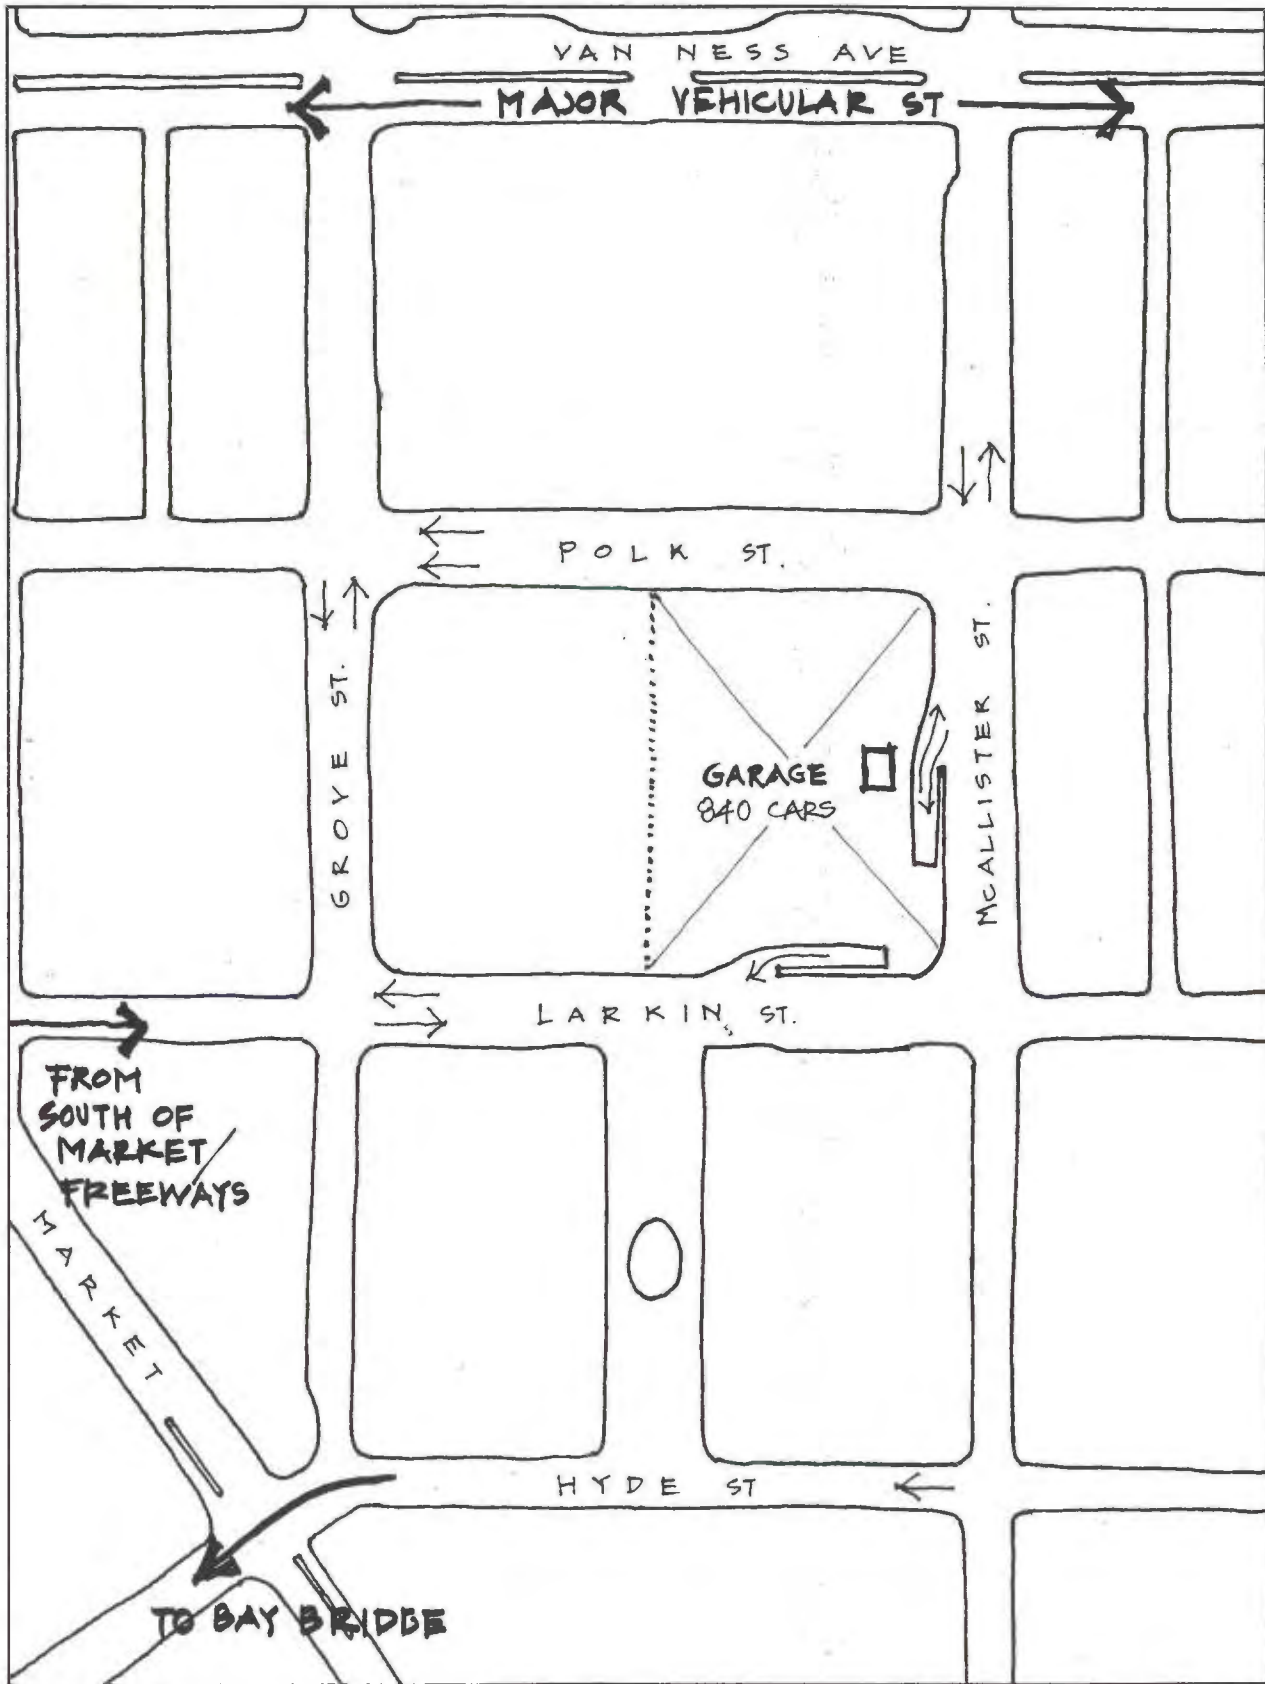 VAN NESS AVE
MAJOR VEHICULAR ST
POLK ST.
GROVE ST.
MCALLISTER ST.
GARAGE
840 CARS
LARKIN ST.
FROM
SOUTH OF
MARKET
FREEWAYS
MARKET
HYDE ST
TO BAY BRIDGE